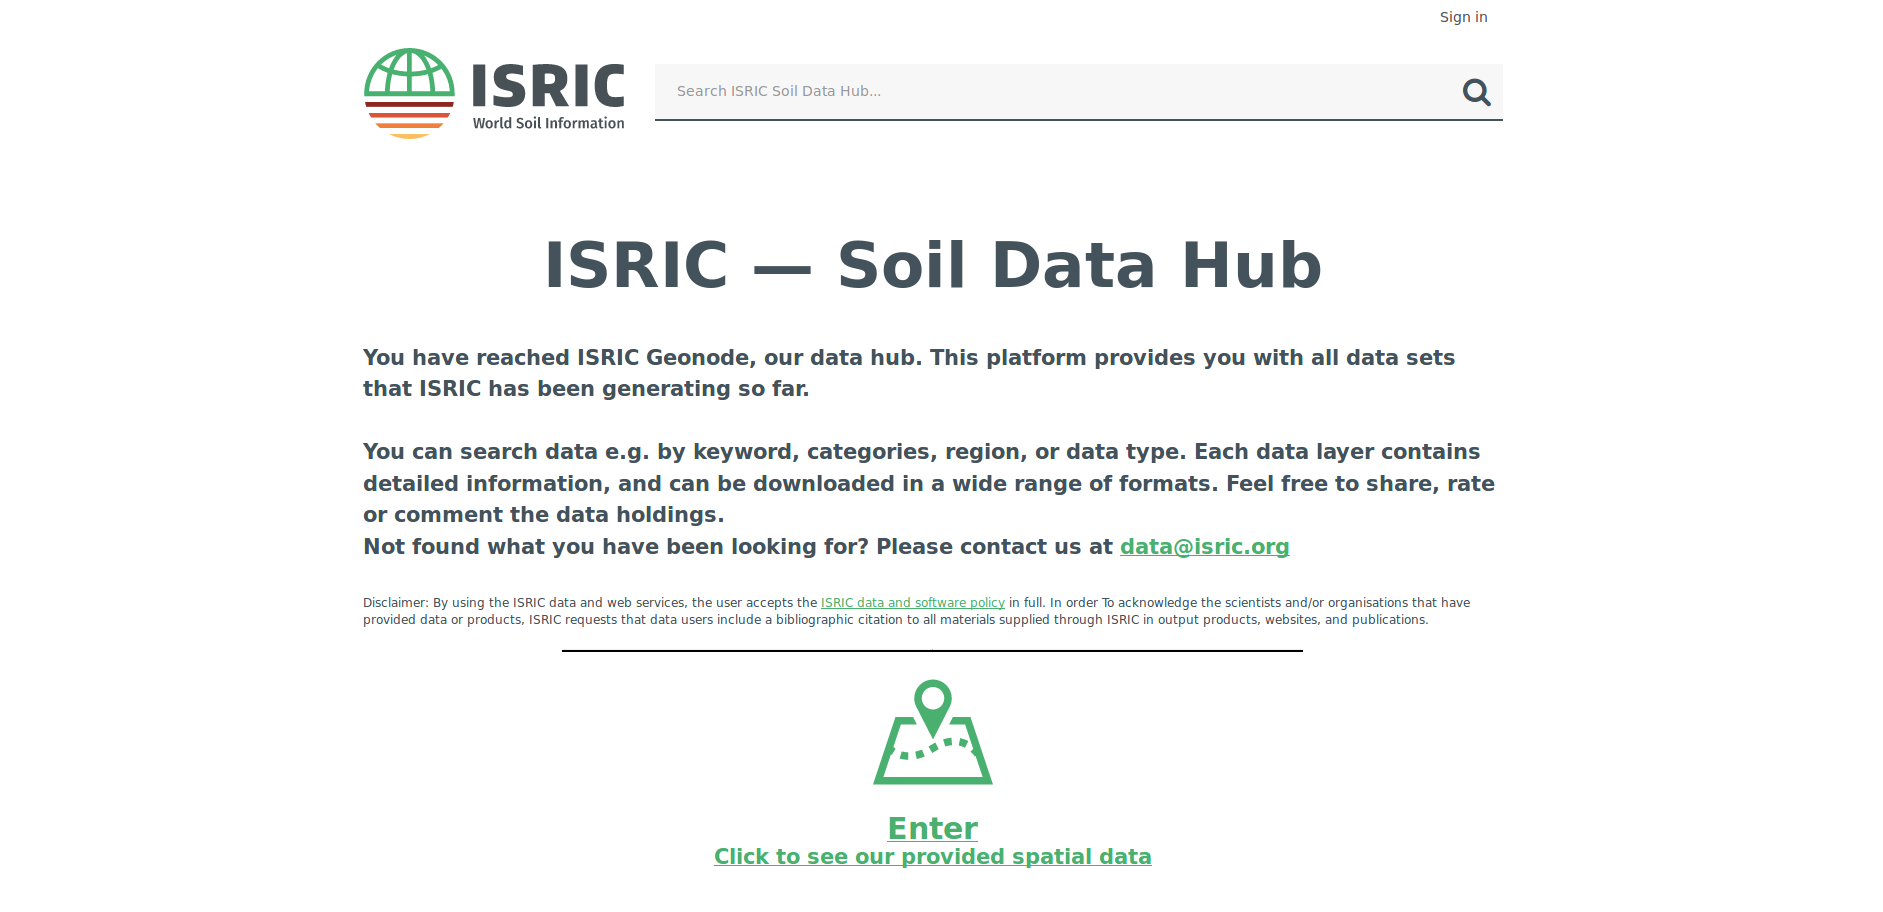 Sign in
ISRIC
World Soil Information
Search ISRIC Soil Data Hub...
ISRIC — Soil Data Hub
You have reached ISRIC Geonode, our data hub. This platform provides you with all data sets
that ISRIC has been generating so far.
You can search data e.g. by keyword, categories, region, or data type. Each data layer contains
detailed information, and can be downloaded in a wide range of formats. Feel free to share, rate
or comment the data holdings.
Not found what you have been looking for? Please contact us at data@isric.org
Disclaimer: By using the ISRIC data and web services, the user accepts the ISRIC data and software policy in full. In order To acknowledge the scientists and/or organisations that have
provided data or products, ISRIC requests that data users include a bibliographic citation to all materials supplied through ISRIC in output products, websites, and publications.
Enter
Click to see our provided spatial data